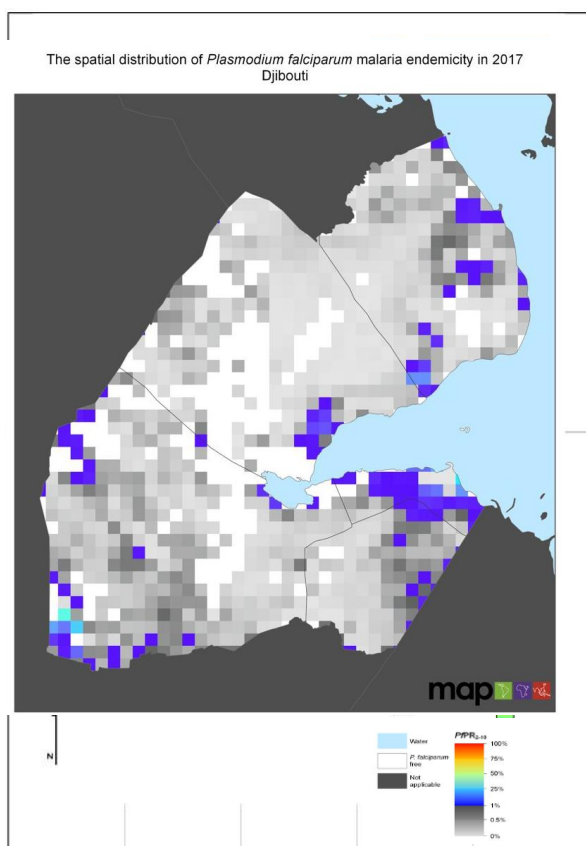 The spatial distribution of Plasmodium falciparum malaria endemicity in 2017
Djibouti
map
N
Water
P. falciparum
free
Not
applicable
PfPR2-10
100%
75%
50%
25%
1%
0.5%
0%